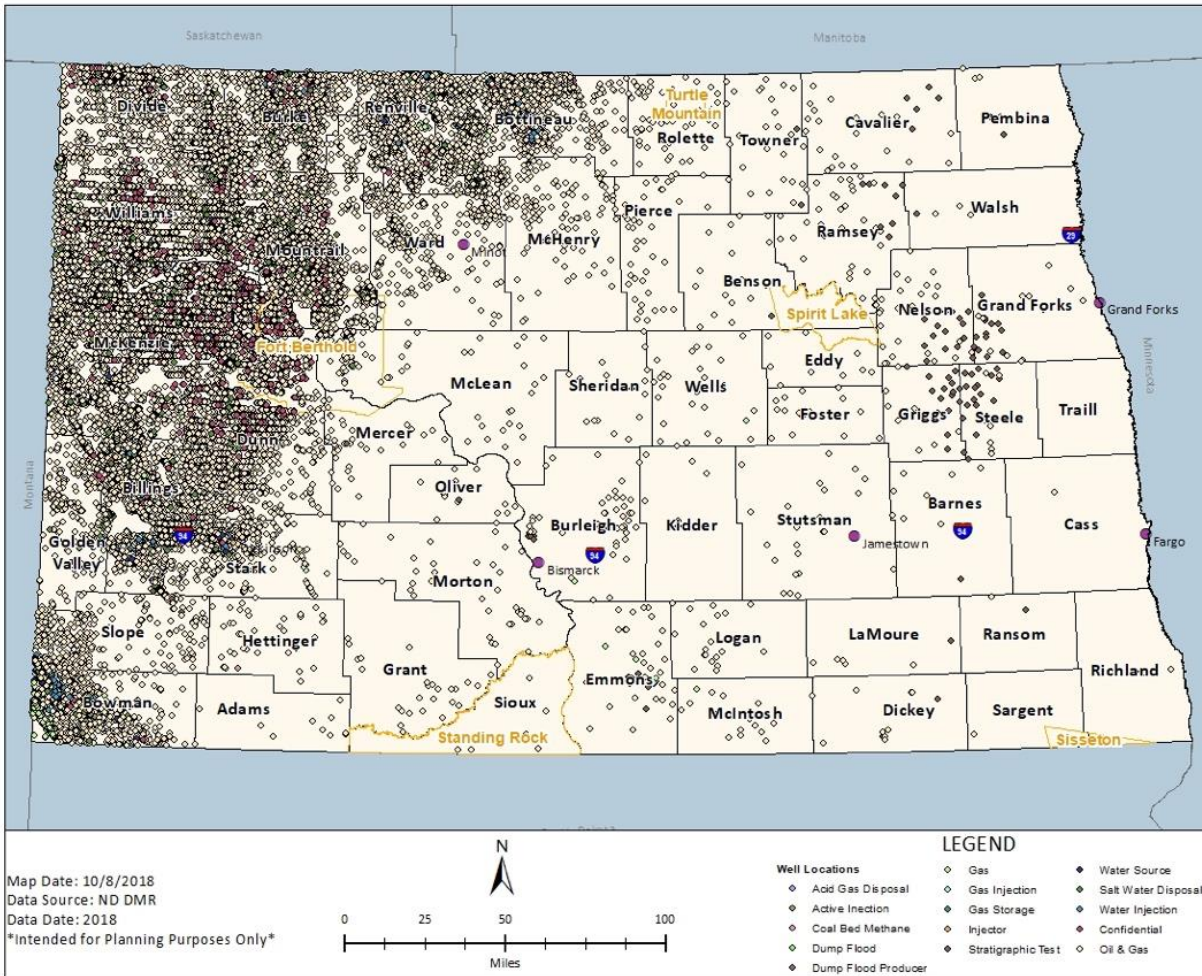 Saskatchewan
Manitoba
Divide
Burke
Renville
Bottineau
Turtle
Mountain
Rolette
Towner
Cavalier
Pembina
Williams
Mountrail
Ward
Minot
McHenry
Pierce
Ramsey
Walsh
29
Benson
Spirit Lake
Nelson
Grand Forks
Grand Forks
McKenzie
Fort Berthold
McLean
Sheridan
Wells
Eddy
Foster
Griggs
Steele
Traill
Minnesota
Dunn
Mercer
Oliver
Montana
Billings
94
Golden
Valley
Stark
Burleigh
94
Bismarck
Kidder
Stutsman
Jamestown
Barnes
94
Cass
Fargo
Morton
Slope
Hettinger
Grant
Sioux
Emmons
Logan
LaMoure
Ransom
Richland
Bowman
Adams
Standing Rock
McIntosh
Dickey
Sargent
Sisseton
Map Date: 10/8/2018
Data Source: ND DMR
Data Date: 2018
*Intended for Planning Purposes Only*
N
0 25 50 100
Miles
LEGEND
Well Locations
Acid Gas Disposal
Active Inection
Coal Bed Methane
Dump Flood
Dump Flood Producer
Gas
Gas Injection
Gas Storage
Injector
Stratigraphic Test
Water Source
Salt Water Disposal
Water Injection
Confidential
Oil & Gas